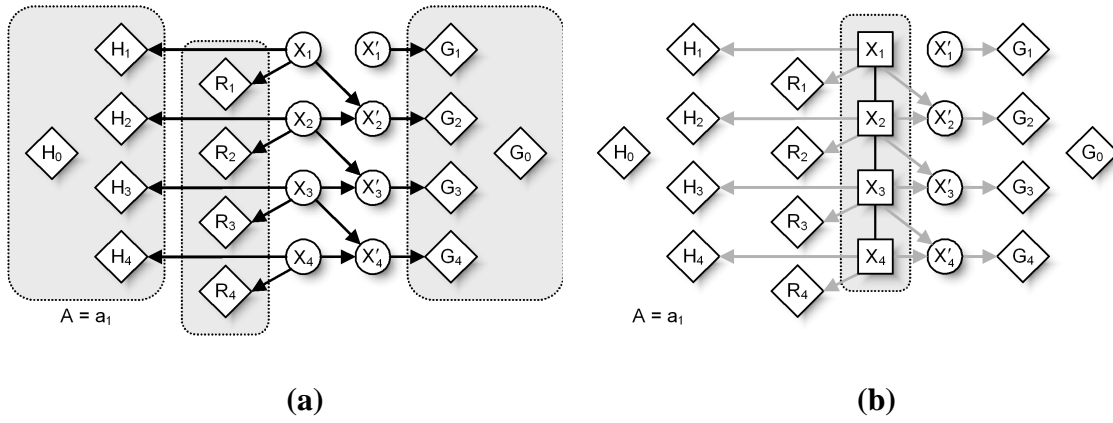 H₁ X₁ X′₁ G₁
R₁
H₂ X₂ X′₂ G₂
H₀ R₂ G₀
H₃ X₃ X′₃ G₃
R₃
H₄ X₄ X′₄ G₄
R₄
A = a₁
(a)
H₁ X₁ X′₁ G₁
R₁
H₂ X₂ X′₂ G₂
H₀ R₂ G₀
H₃ X₃ X′₃ G₃
R₃
H₄ X₄ X′₄ G₄
R₄
A = a₁
(b)